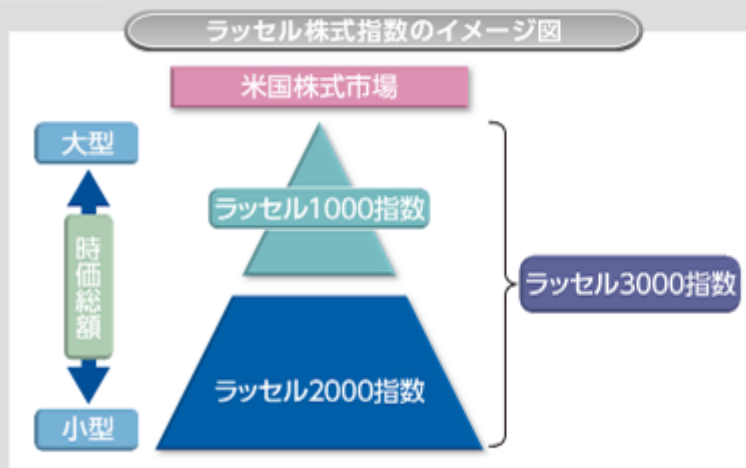 ラッセル株式指数のイメージ図
米国株式市場
大型
ラッセル1000指数
時価総額
ラッセル3000指数
ラッセル2000指数
小型